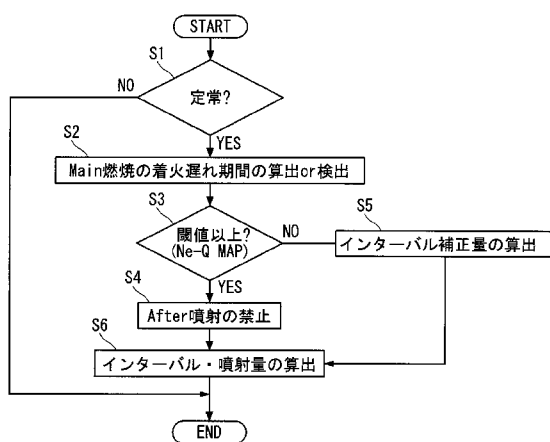 START
S1
定常?
NO
YES
S2
Main燃焼の着火遅れ期間の算出or検出
S3
閾値以上?
(Ne-Q MAP)
NO
S5
インターバル補正量の算出
YES
S4
After噴射の禁止
S6
インターバル・噴射量の算出
END